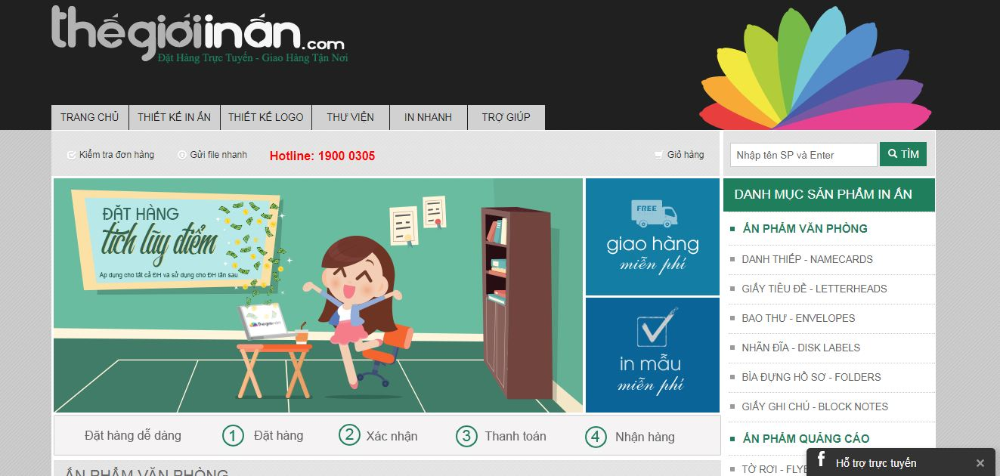 thếgiớiinấn.com
Đặt Hàng Trực Tuyến - Giao Hàng Tận Nơi
TRANG CHỦ
THIẾT KẾ IN ẤN
THIẾT KẾ LOGO
THƯ VIỆN
IN NHANH
TRỢ GIÚP
Kiểm tra đơn hàng
Gửi file nhanh
Hotline: 1900 0305
Giỏ hàng
Nhập tên SP và Enter
TÌM
ĐẶT HÀNG
tích lũy điểm
Áp dụng cho tất cả ĐH và sử dụng cho ĐH lần sau
thếgiớiinấn
FREE
giao hàng
miễn phí
in mẫu
miễn phí
DANH MỤC SẢN PHẨM IN ẤN
ẤN PHẨM VĂN PHÒNG
DANH THIẾP - NAMECARDS
GIẤY TIÊU ĐỀ - LETTERHEADS
BAO THƯ - ENVELOPES
NHÃN ĐĨA - DISK LABELS
BÌA ĐỰNG HỒ SƠ - FOLDERS
GIẤY GHI CHÚ - BLOCK NOTES
ẤN PHẨM QUẢNG CÁO
TỜ RƠI - FLYE
Đặt hàng dễ dàng
1 Đặt hàng
2 Xác nhận
3 Thanh toán
4 Nhận hàng
ẤN PHẨM VĂN PHÒNG
f Hỗ trợ trực tuyến ×